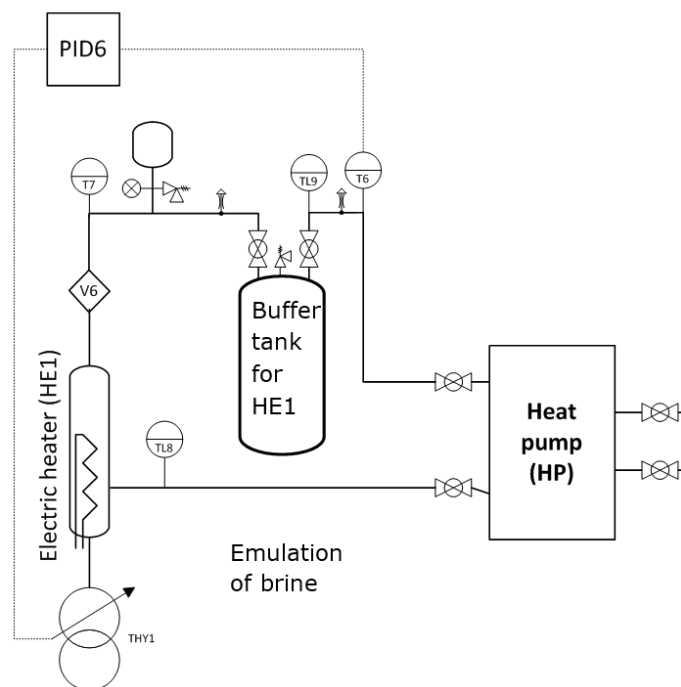 PID6
T7
TL9
T6
V6
Buffer
tank
for
HE1
Electric heater (HE1)
TL8
Heat
pump
(HP)
Emulation
of brine
THY1